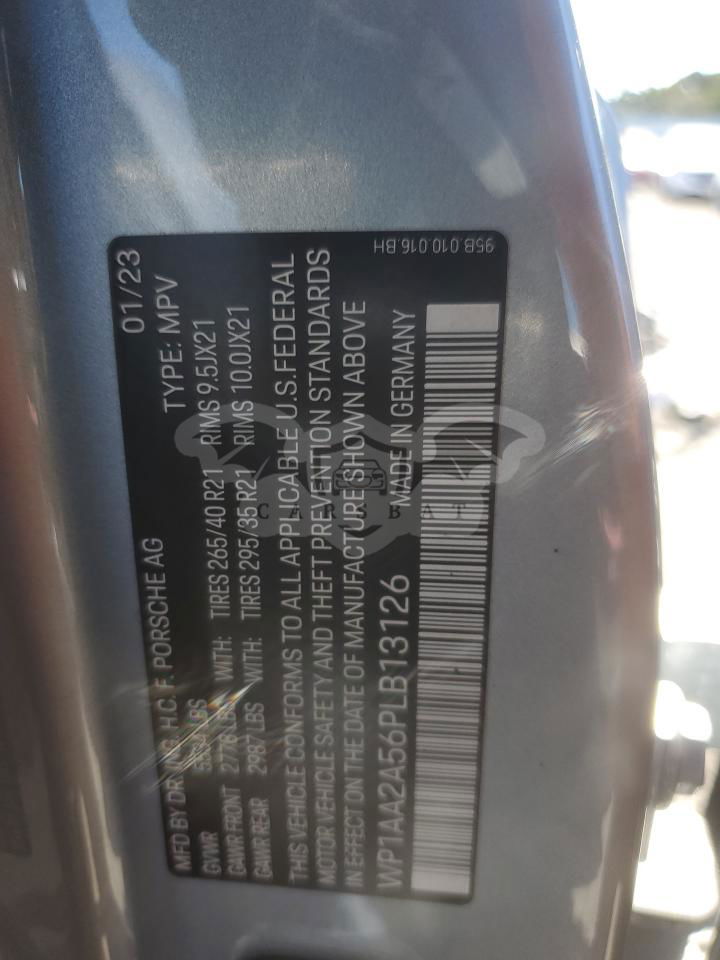 MFD BY DR.ING. H.C. F. PORSCHE AG 01/23
GVWR LBS TYPE: MPV
GAWR FRONT LBS WITH: TIRES 265/40 R21 RIMS 9.5JX21
GAWR REAR 2987 LBS WITH: TIRES 295/35 R21 RIMS 10.0JX21
THIS VEHICLE CONFORMS TO ALL APPLICABLE U.S.FEDERAL
MOTOR VEHICLE SAFETY AND THEFT PREVENTION STANDARDS
IN EFFECT ON THE DATE OF MANUFACTURE SHOWN ABOVE
WP1AA2A56PLB13126 MADE IN GERMANY
95B.010.016.BH
CARSBAT